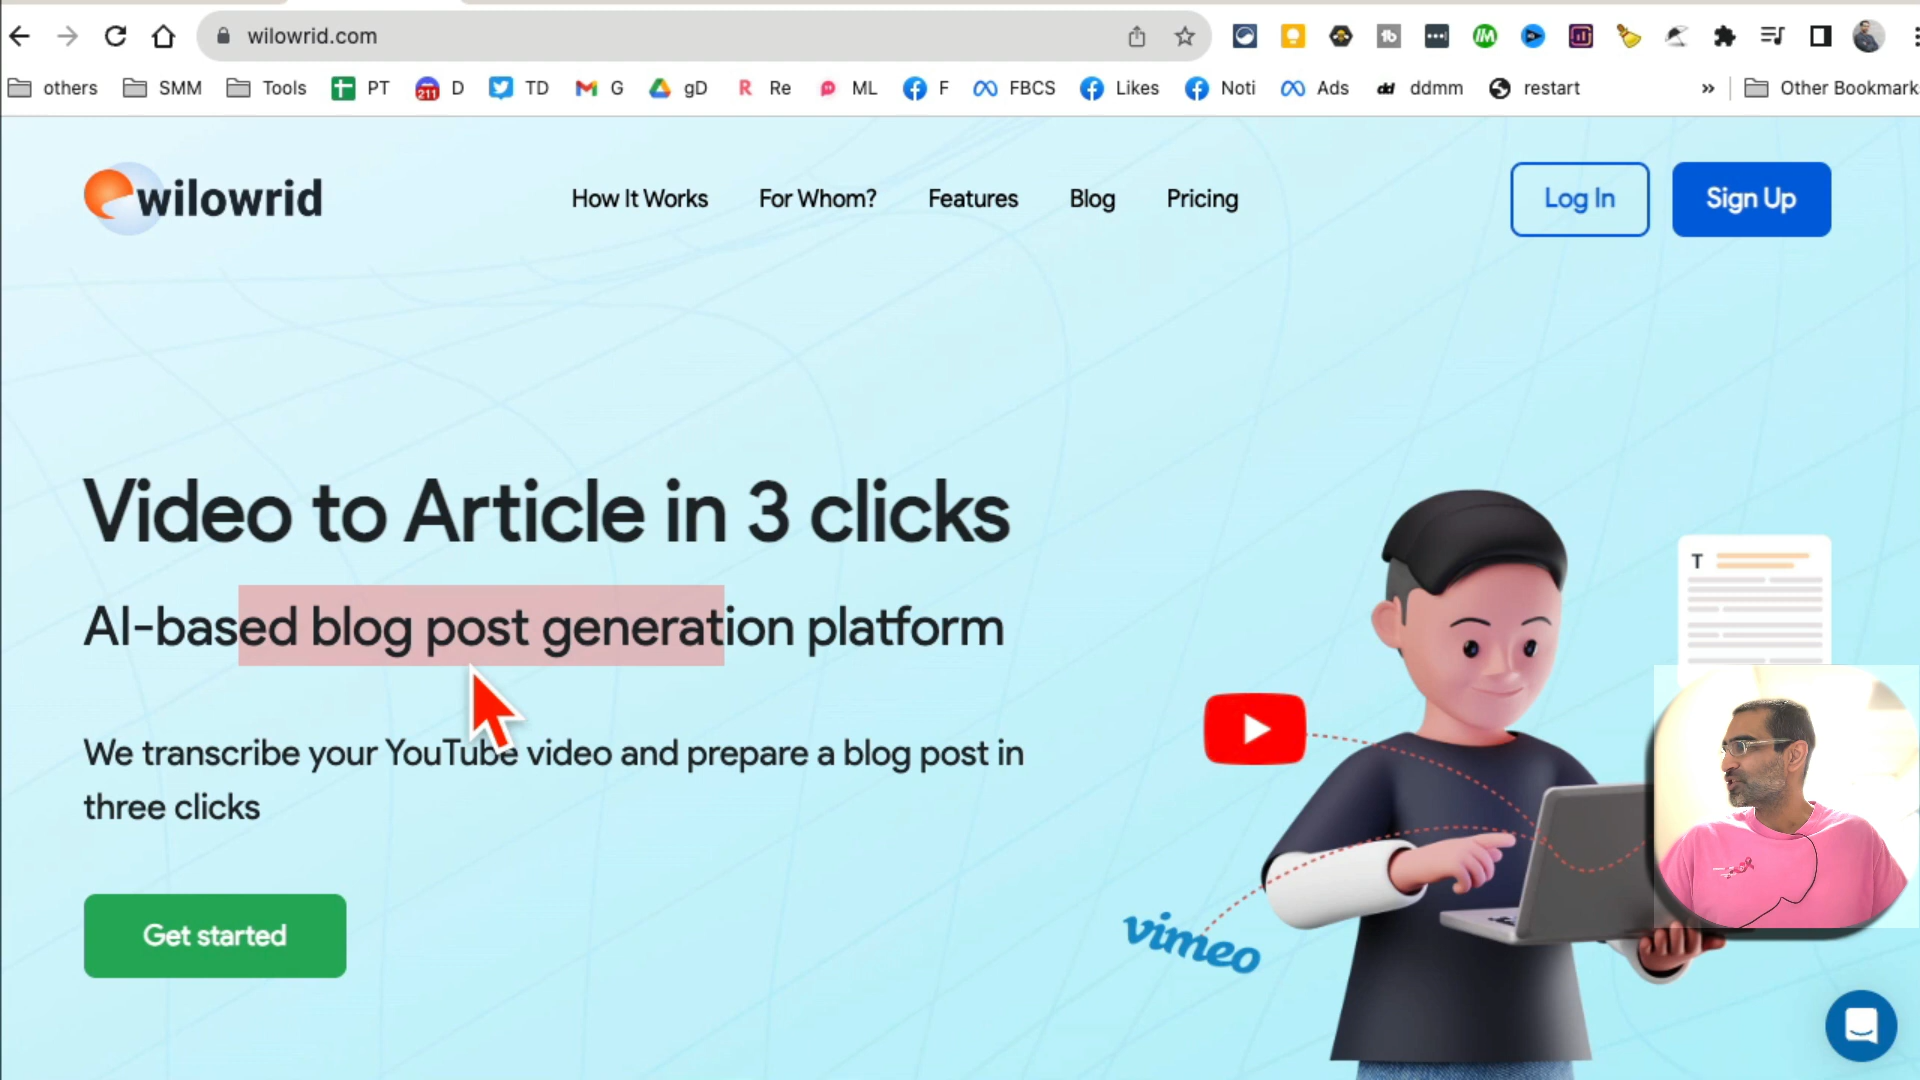 wilowrid.com
others SMM Tools PT 211 D TD G gD R Re ML F FBCS Likes Noti Ads dd ddmm restart » Other Bookmark
wilowrid How It Works For Whom? Features Blog Pricing Log In Sign Up
Video to Article in 3 clicks
AI-based blog post generation platform
We transcribe your YouTube video and prepare a blog post in
three clicks
Get started
T
vimeo